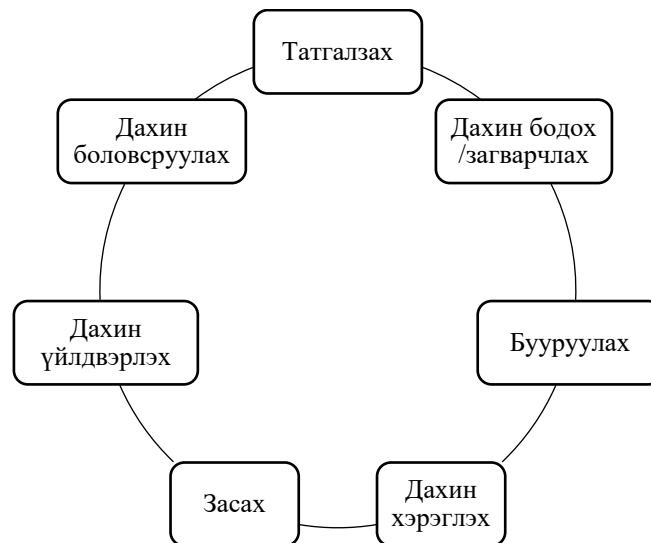 Татгалзах
Дахин бодох
/загварчлах
Бууруулах
Дахин
хэрэглэх
Засах
Дахин
үйлдвэрлэх
Дахин
боловсруулах